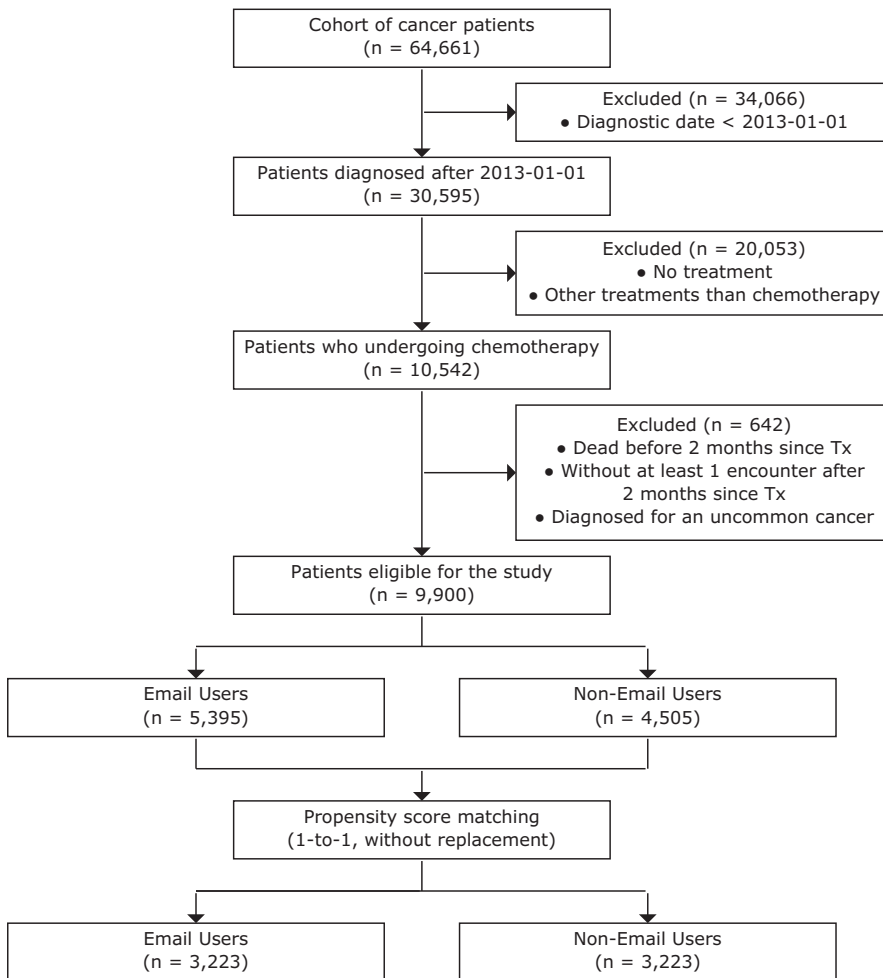 Cohort of cancer patients
(n = 64,661)
Excluded (n = 34,066)
● Diagnostic date < 2013-01-01
Patients diagnosed after 2013-01-01
(n = 30,595)
Excluded (n = 20,053)
● No treatment
● Other treatments than chemotherapy
Patients who undergoing chemotherapy
(n = 10,542)
Excluded (n = 642)
● Dead before 2 months since Tx
● Without at least 1 encounter after
2 months since Tx
● Diagnosed for an uncommon cancer
Patients eligible for the study
(n = 9,900)
Email Users
(n = 5,395)
Non-Email Users
(n = 4,505)
Propensity score matching
(1-to-1, without replacement)
Email Users
(n = 3,223)
Non-Email Users
(n = 3,223)